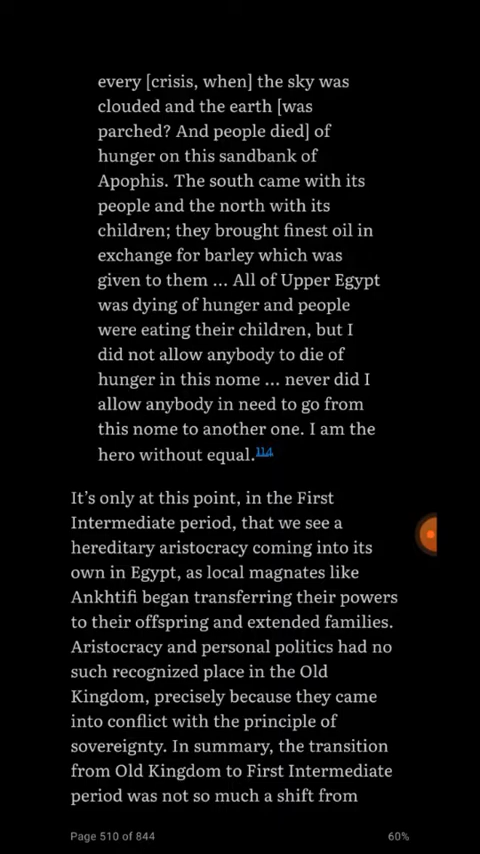 every [crisis, when] the sky was
clouded and the earth [was
parched? And people died] of
hunger on this sandbank of
Apophis. The south came with its
people and the north with its
children; they brought finest oil in
exchange for barley which was
given to them ... All of Upper Egypt
was dying of hunger and people
were eating their children, but I
did not allow anybody to die of
hunger in this nome ... never did I
allow anybody in need to go from
this nome to another one. I am the
hero without equal.114
It’s only at this point, in the First
Intermediate period, that we see a
hereditary aristocracy coming into its
own in Egypt, as local magnates like
Ankhtifi began transferring their powers
to their offspring and extended families.
Aristocracy and personal politics had no
such recognized place in the Old
Kingdom, precisely because they came
into conflict with the principle of
sovereignty. In summary, the transition
from Old Kingdom to First Intermediate
period was not so much a shift from
Page 510 of 844 60%